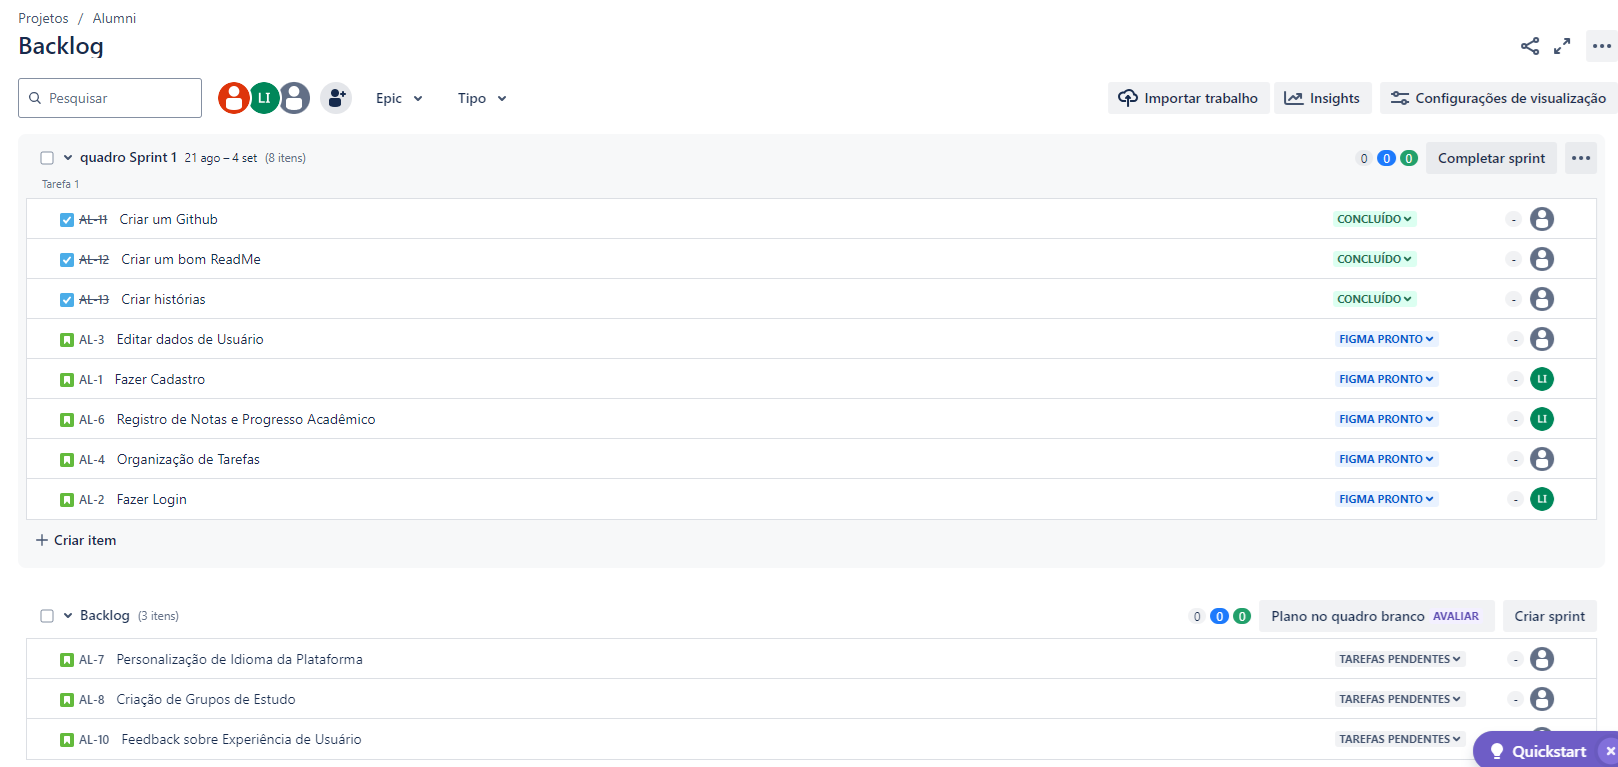 Projetos / Alumni
Backlog
Pesquisar
LI
Epic
Tipo
Importar trabalho
Insights
Configurações de visualização
quadro Sprint 1 21 ago – 4 set (8 itens)
0 0 0
Completar sprint
Tarefa 1
AL-11 Criar um Github CONCLUÍDO -
AL-12 Criar um bom ReadMe CONCLUÍDO -
AL-13 Criar histórias CONCLUÍDO -
AL-3 Editar dados de Usuário FIGMA PRONTO -
AL-1 Fazer Cadastro FIGMA PRONTO - LI
AL-6 Registro de Notas e Progresso Acadêmico FIGMA PRONTO - LI
AL-4 Organização de Tarefas FIGMA PRONTO -
AL-2 Fazer Login FIGMA PRONTO - LI
+ Criar item
Backlog (3 itens)
0 0 0
Plano no quadro branco AVALIAR
Criar sprint
AL-7 Personalização de Idioma da Plataforma TAREFAS PENDENTES -
AL-8 Criação de Grupos de Estudo TAREFAS PENDENTES -
AL-10 Feedback sobre Experiência de Usuário TAREFAS PENDENTES
Quickstart